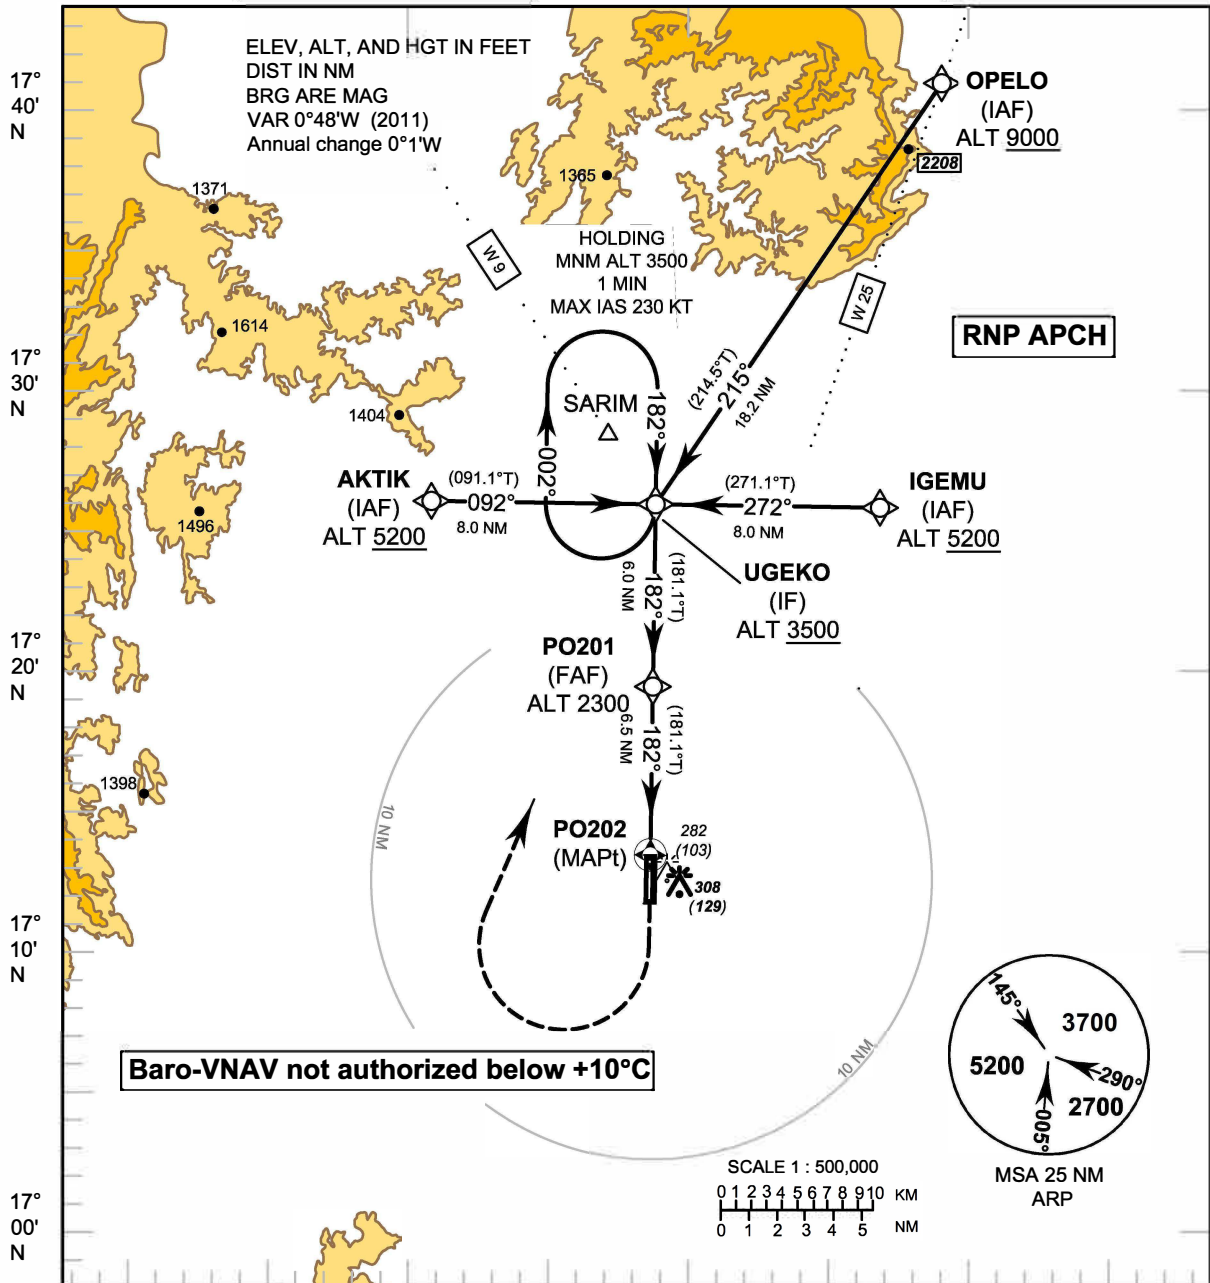 ELEV, ALT, AND HGT IN FEET
DIST IN NM
BRG ARE MAG
VAR 0°48'W (2011)
Annual change 0°1'W
17°
40'
N
OPELO
(IAF)
ALT 9000
2208
1365
1371
HOLDING
MNM ALT 3500
1 MIN
MAX IAS 230 KT
W 9
W 25
RNP APCH
1614
17°
30'
N
(214.5°T)
215°
18.2 NM
1404
SARIM
182°
002°
AKTIK
(IAF)
ALT 5200
(091.1°T)
092°
8.0 NM
(271.1°T)
272°
8.0 NM
IGEMU
(IAF)
ALT 5200
1496
UGEKO
(IF)
ALT 3500
(181.1°T)
182°
6.0 NM
17°
20'
N
PO201
(FAF)
ALT 2300
(181.1°T)
182°
6.5 NM
1398
10 NM
PO202
(MAPt)
282
(103)
308
(129)
17°
10'
N
Baro-VNAV not authorized below +10°C
10 NM
145°
3700
5200
290°
2700
005°
MSA 25 NM
ARP
SCALE 1 : 500,000
0 1 2 3 4 5 6 7 8 9 10 KM
0 1 2 3 4 5 NM
17°
00'
N